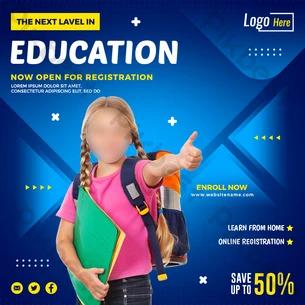 THE NEXT LAVEL IN
Logo Here
EDUCATION
NOW OPEN FOR REGISTRATION
LOREM IPSUM DOLOR SIT AMET,
CONSECTETUR ADIPISCING ELIT, SED DO
ENROLL NOW
www.websitename.com
LEARN FROM HOME
ONLINE REGISTRATION
SAVE
UP TO 50%